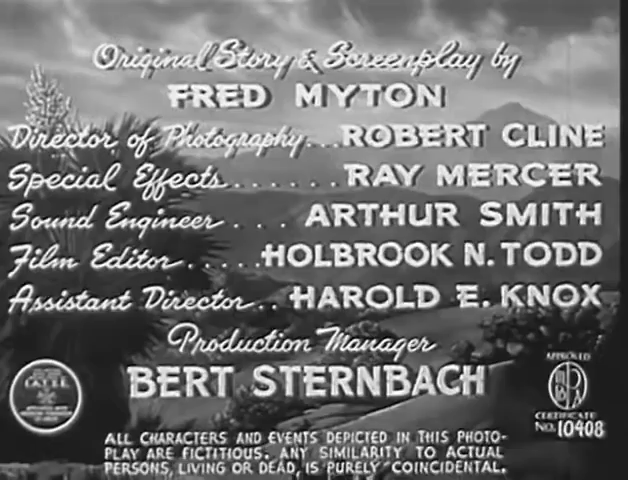 Original Story & Screenplay by
FRED MYTON
Director of Photography...ROBERT CLINE
Special Effects......RAY MERCER
Sound Engineer....ARTHUR SMITH
Film Editor......HOLBROOK N. TODD
Assistant Director..HAROLD E. KNOX
Production Manager
BERT STERNBACH
I.A.T.S.E.
APPROVED
CERTIFICATE
NO. 10408
ALL CHARACTERS AND EVENTS DEPICTED IN THIS PHOTO-
PLAY ARE FICTITIOUS. ANY SIMILARITY TO ACTUAL
PERSONS, LIVING OR DEAD, IS PURELY COINCIDENTAL.